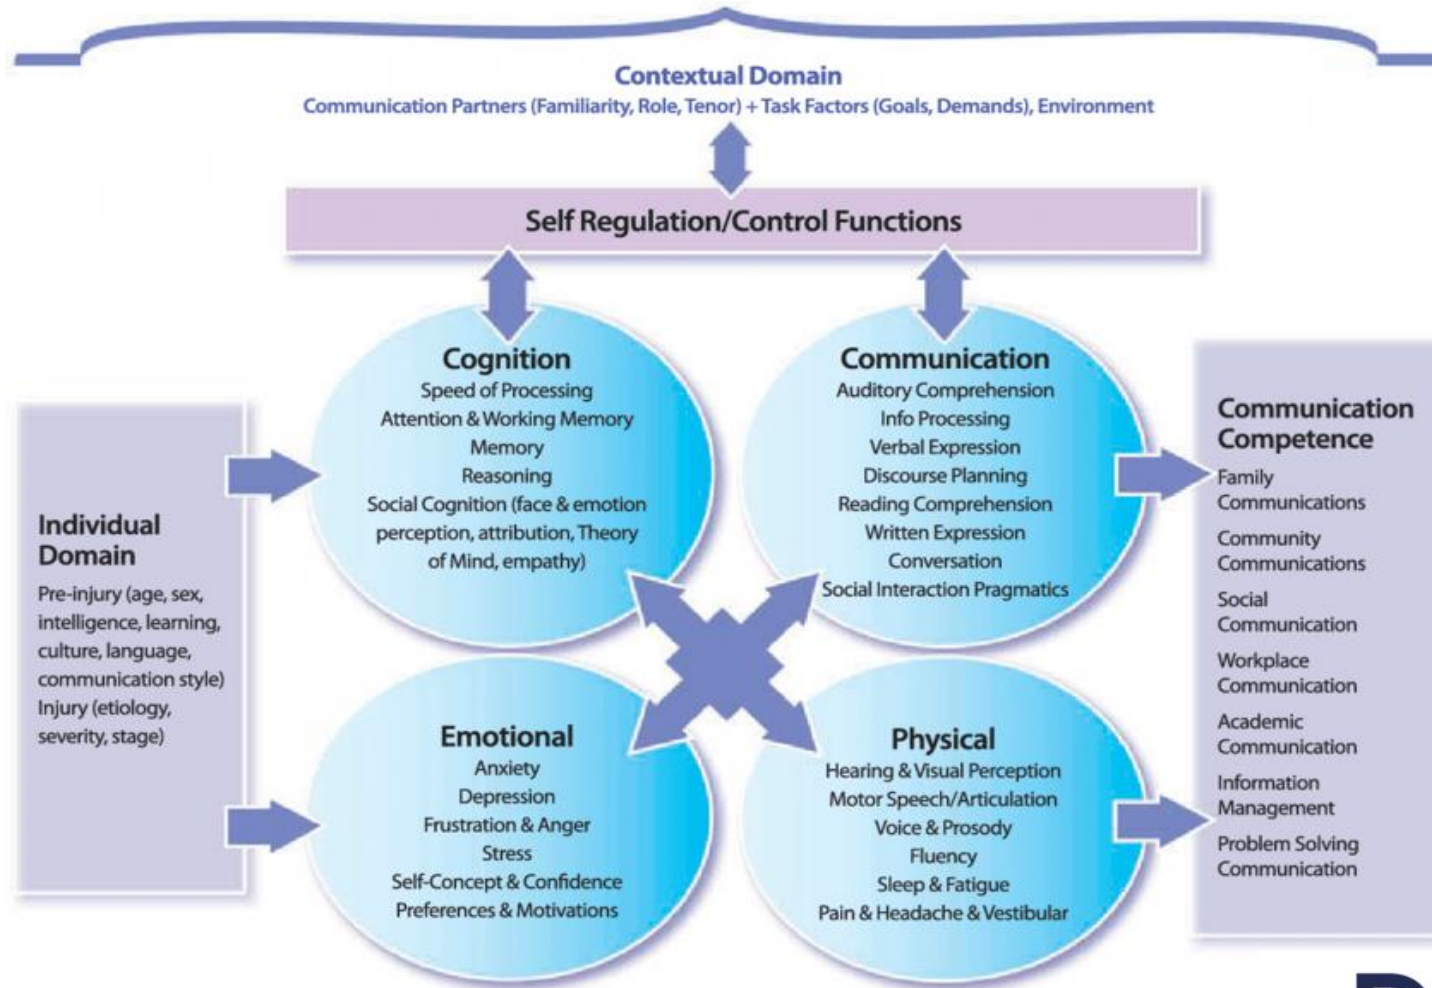 Contextual Domain
Communication Partners (Familiarity, Role, Tenor) + Task Factors (Goals, Demands), Environment
Self Regulation/Control Functions
Individual
Domain
Pre-injury (age, sex,
intelligence, learning,
culture, language,
communication style)
Injury (etiology,
severity, stage)
Cognition
Speed of Processing
Attention & Working Memory
Memory
Reasoning
Social Cognition (face & emotion
perception, attribution, Theory
of Mind, empathy)
Communication
Auditory Comprehension
Info Processing
Verbal Expression
Discourse Planning
Reading Comprehension
Written Expression
Conversation
Social Interaction Pragmatics
Emotional
Anxiety
Depression
Frustration & Anger
Stress
Self-Concept & Confidence
Preferences & Motivations
Physical
Hearing & Visual Perception
Motor Speech/Articulation
Voice & Prosody
Fluency
Sleep & Fatigue
Pain & Headache & Vestibular
Communication
Competence
Family
Communications
Community
Communications
Social
Communication
Workplace
Communication
Academic
Communication
Information
Management
Problem Solving
Communication